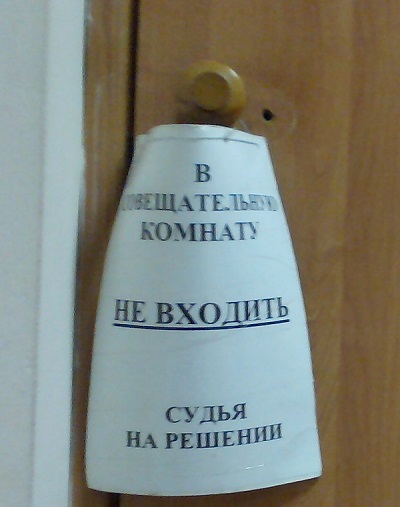 В
СОВЕЩАТЕЛЬНУЮ
КОМНАТУ
НЕ ВХОДИТЬ
СУДЬЯ
НА РЕШЕНИИ